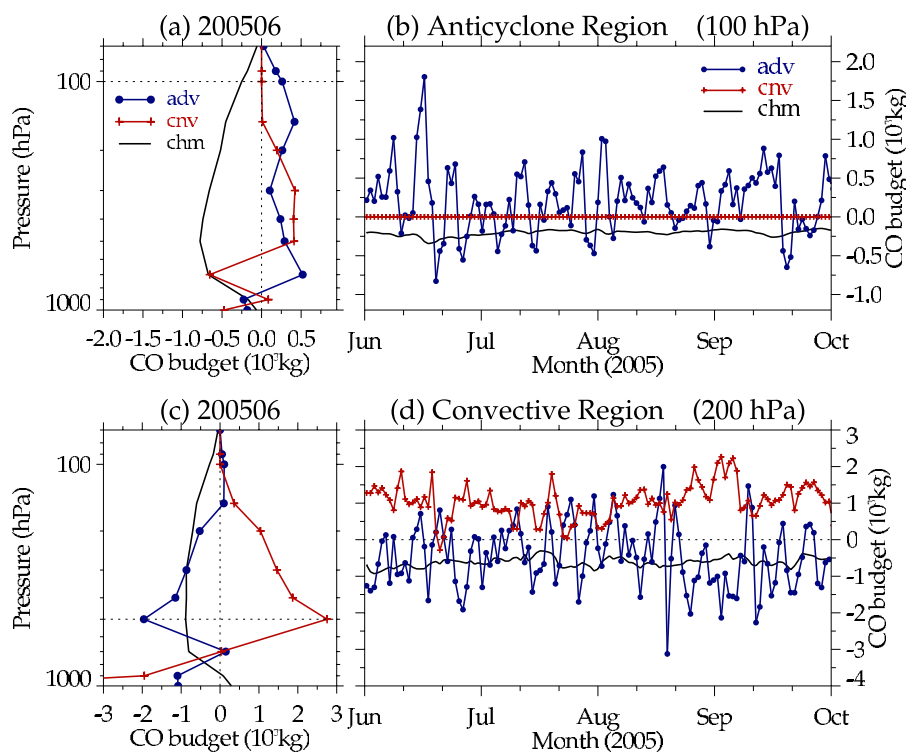 (a) 200506
(b) Anticyclone Region (100 hPa)
100
1000
Pressure (hPa)
adv
cnv
chm
-2.0 -1.5 -1.0 -0.5 0.0 0.5
CO budget (10⁷kg)
adv
cnv
chm
2.0
1.5
1.0
0.5
0.0
-0.5
-1.0
CO budget (10⁷kg)
Jun Jul Aug Sep Oct
Month (2005)
(c) 200506
(d) Convective Region (200 hPa)
100
1000
Pressure (hPa)
-3 -2 -1 0 1 2 3
CO budget (10⁷kg)
3
2
1
0
-1
-2
-3
-4
CO budget (10⁷kg)
Jun Jul Aug Sep Oct
Month (2005)